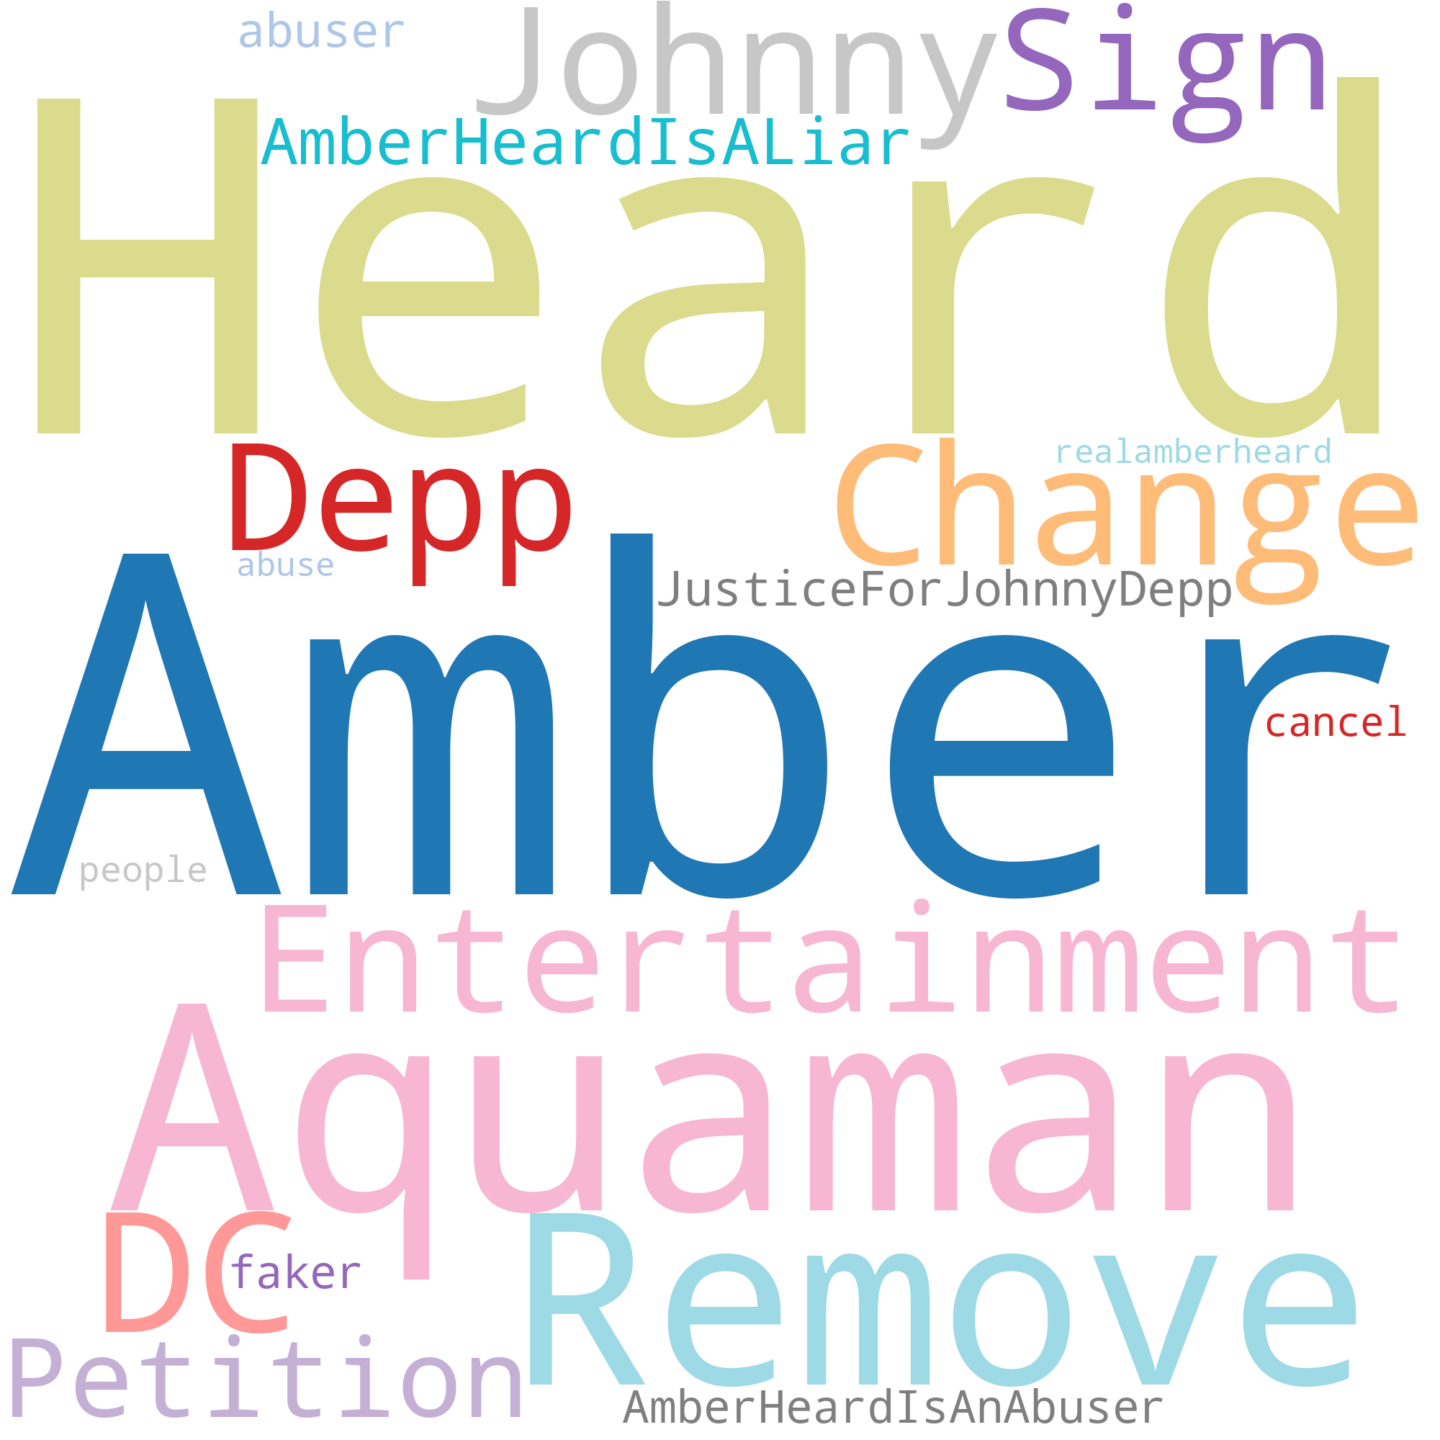 abuser
Johnny
Sign
AmberHeardIsALiar
Heard
Depp
Change
realamberheard
abuse
JusticeForJohnnyDepp
Amber
cancel
people
Entertainment
Aquaman
DC
faker
Remove
Petition
AmberHeardIsAnAbuser